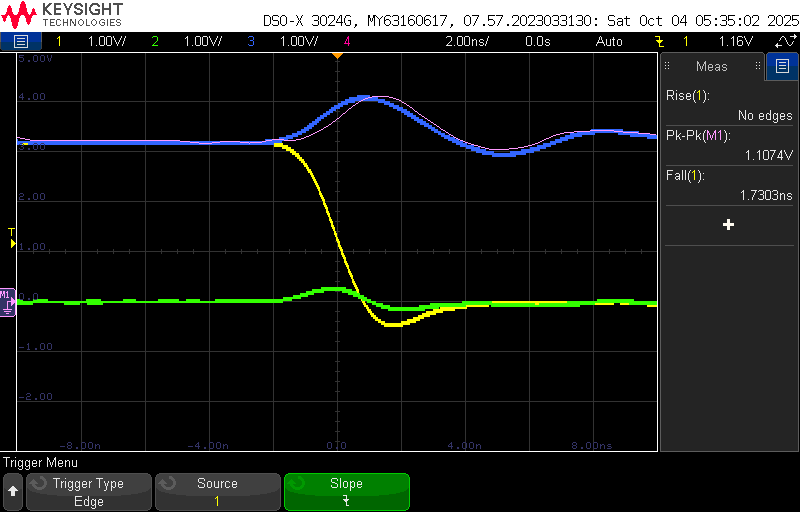 KEYSIGHT
TECHNOLOGIES
DSO-X 3024G, MY63160617, 07.57.2023033130: Sat Oct 04 05:35:02 2025
1 1.00V/ 2 1.00V/ 3 1.00V/ 4 2.00ns/ 0.0s Auto 1 1.16V
5.00V
4.00
3.00
2.00
1.00
0.0
-1.00
-2.00
-8.00ns -4.00ns 0.0 4.00ns 8.00ns
T
M1
Meas
Rise(1):
No edges
Pk-Pk(M1):
1.1074V
Fall(1):
1.7303ns
Trigger Menu
Trigger Type
Edge
Source
1
Slope